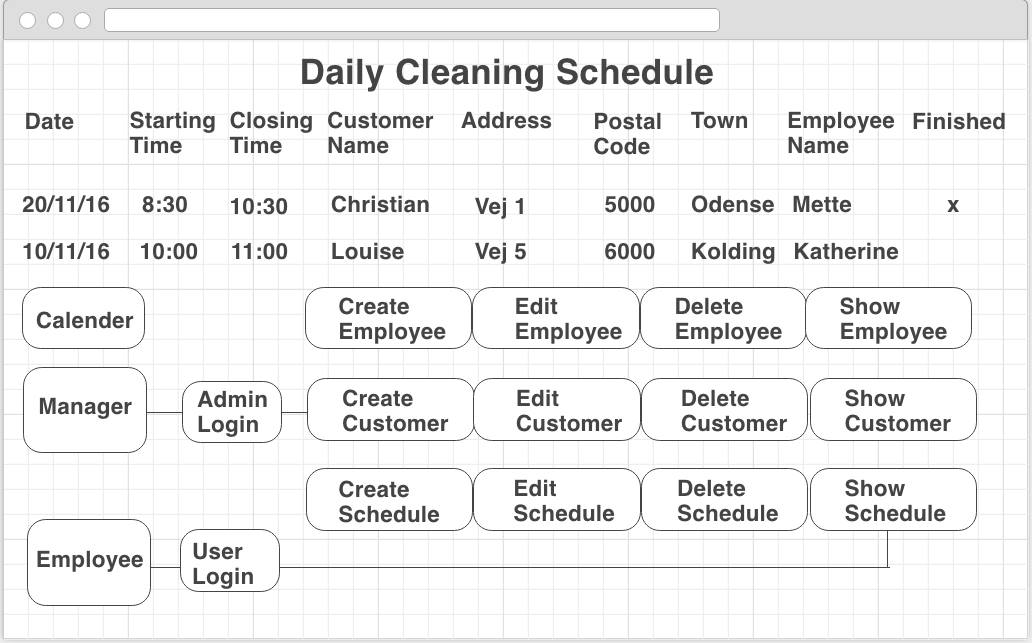 Daily Cleaning Schedule
Date Starting Time Closing Time Customer Name Address Postal Code Town Employee Name Finished
20/11/16 8:30 10:30 Christian Vej 1 5000 Odense Mette x
10/11/16 10:00 11:00 Louise Vej 5 6000 Kolding Katherine
Calender
Create
Employee
Edit
Employee
Delete
Employee
Show
Employee
Manager
Admin
Login
Create
Customer
Edit
Customer
Delete
Customer
Show
Customer
Create
Schedule
Edit
Schedule
Delete
Schedule
Show
Schedule
Employee
User
Login